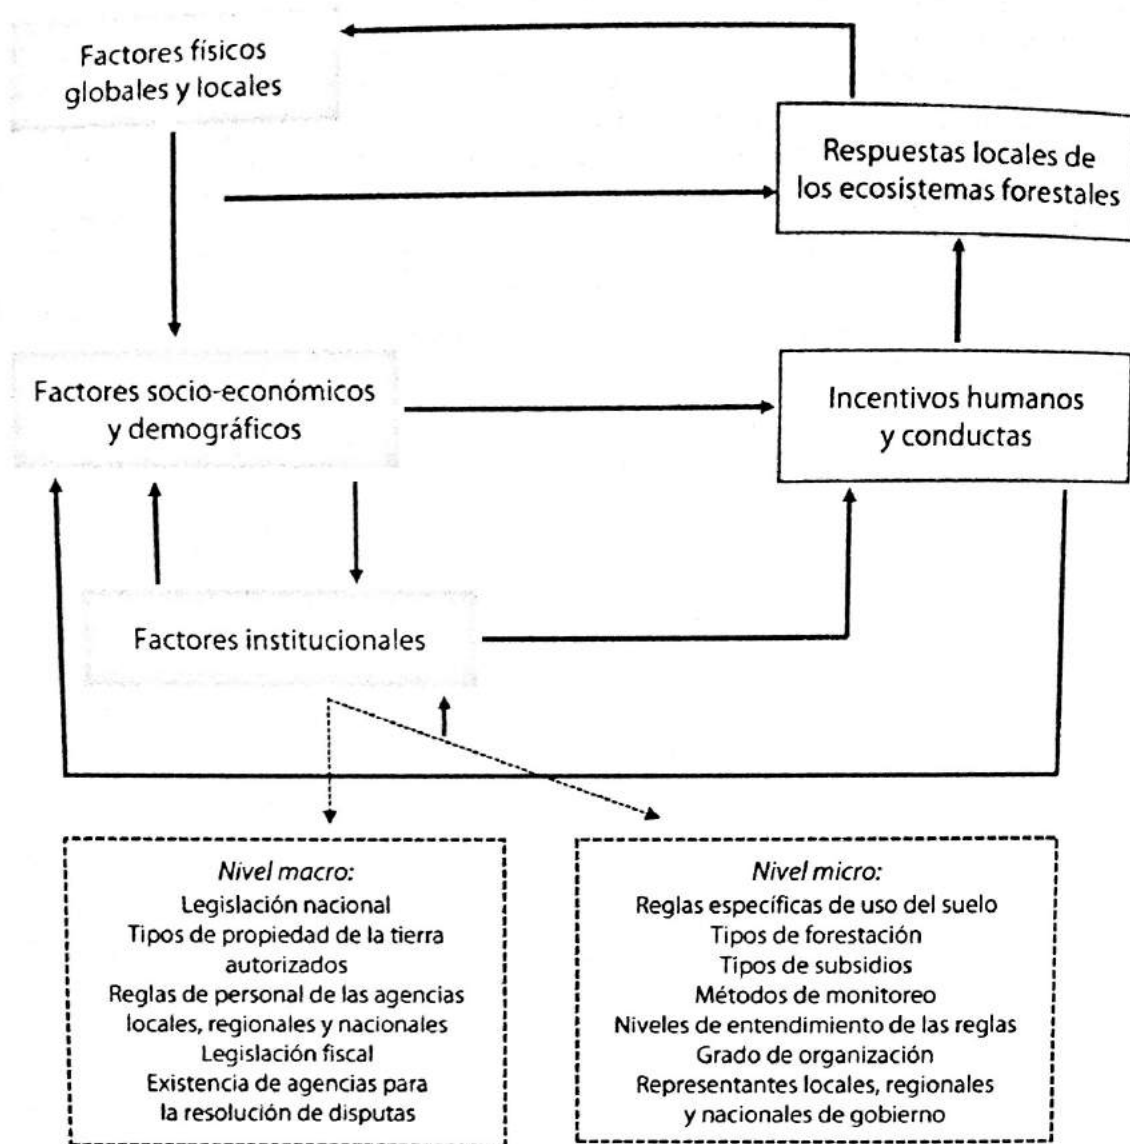 Factores físicos
globales y locales
Respuestas locales de
los ecosistemas forestales
Factores socio-económicos
y demográficos
Incentivos humanos
y conductas
Factores institucionales
Nivel macro:
Legislación nacional
Tipos de propiedad de la tierra
autorizados
Reglas de personal de las agencias
locales, regionales y nacionales
Legislación fiscal
Existencia de agencias para
la resolución de disputas
Nivel micro:
Reglas específicas de uso del suelo
Tipos de forestación
Tipos de subsidios
Métodos de monitoreo
Niveles de entendimiento de las reglas
Grado de organización
Representantes locales, regionales
y nacionales de gobierno